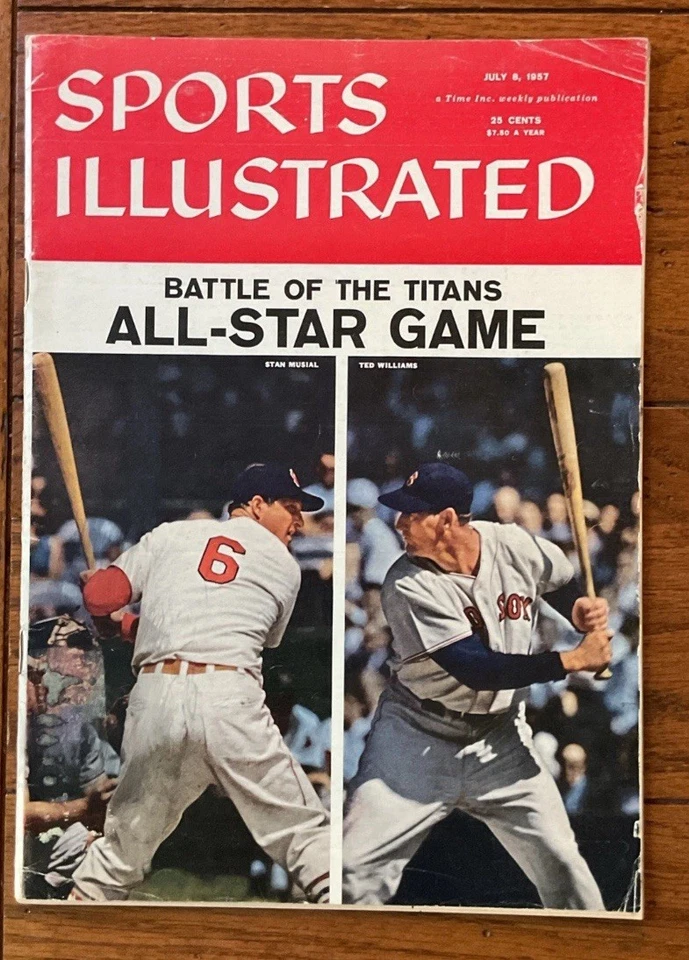 SPORTS
ILLUSTRATED
JULY 8, 1957
a Time Inc. weekly publication
25 CENTS
$7.50 A YEAR
BATTLE OF THE TITANS
ALL-STAR GAME
STAN MUSIAL
TED WILLIAMS
6
SOX